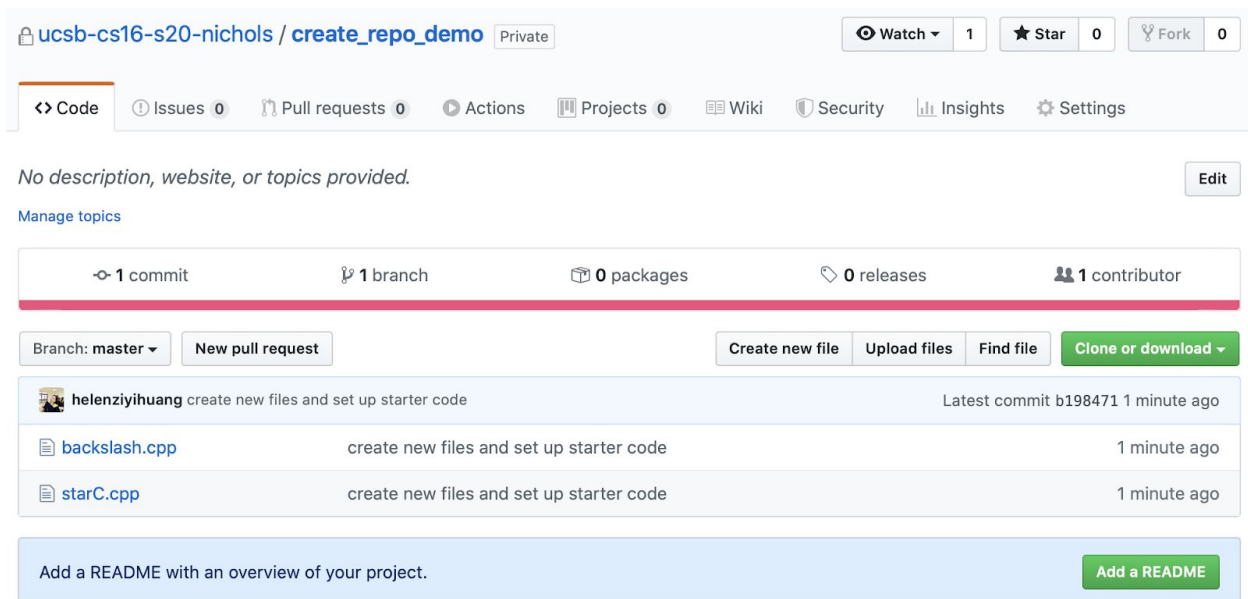 ucsb-cs16-s20-nichols / create_repo_demo Private Watch 1 Star 0 Fork 0
Code Issues 0 Pull requests 0 Actions Projects 0 Wiki Security Insights Settings
No description, website, or topics provided. Edit
Manage topics
1 commit 1 branch 0 packages 0 releases 1 contributor
Branch: master New pull request Create new file Upload files Find file Clone or download
helenziyihuang create new files and set up starter code Latest commit b198471 1 minute ago
backslash.cpp create new files and set up starter code 1 minute ago
starC.cpp create new files and set up starter code 1 minute ago
Add a README with an overview of your project. Add a README